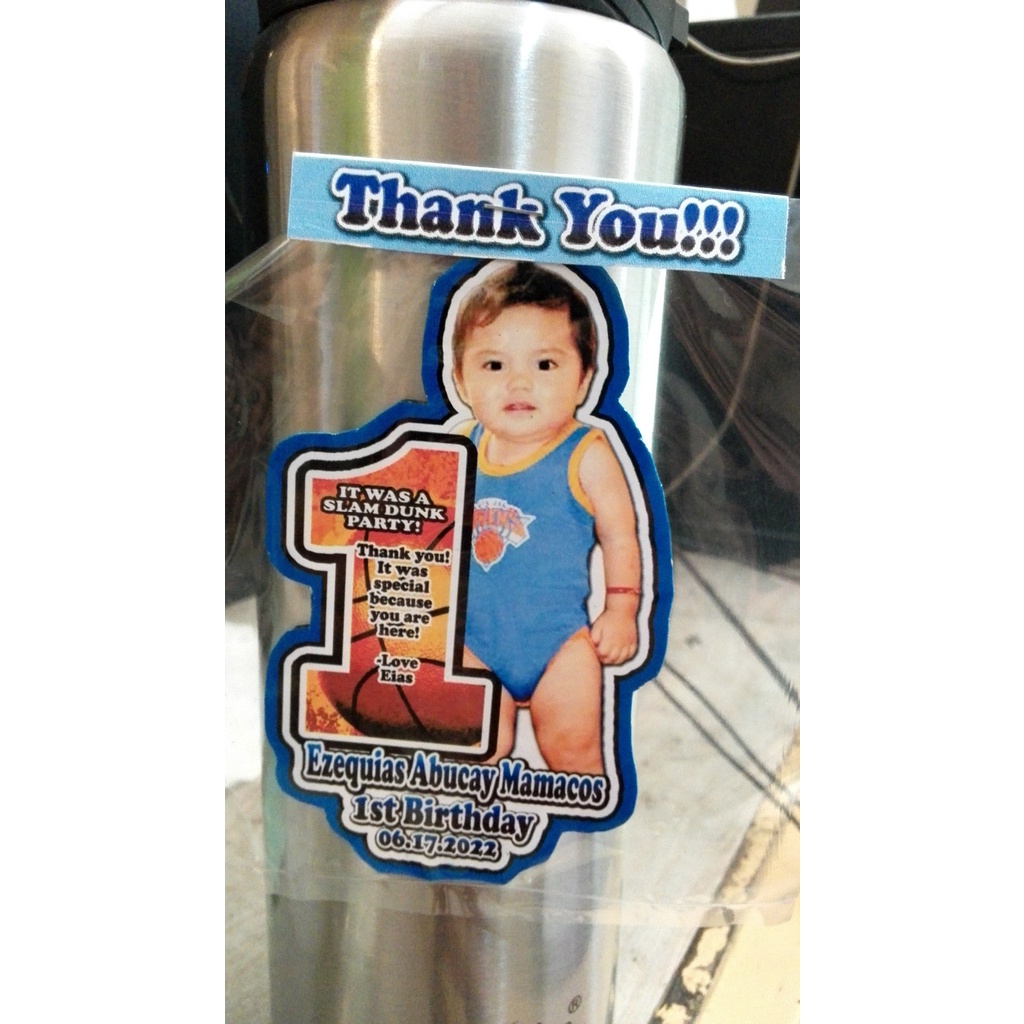 Thank You!!!
IT WAS A
SLAM DUNK
PARTY!
Thank you!
It was
special
because
you are
here!
-Love
Eias
Ezequias Abucay Mamacos
1st Birthday
06.17.2022
1
®